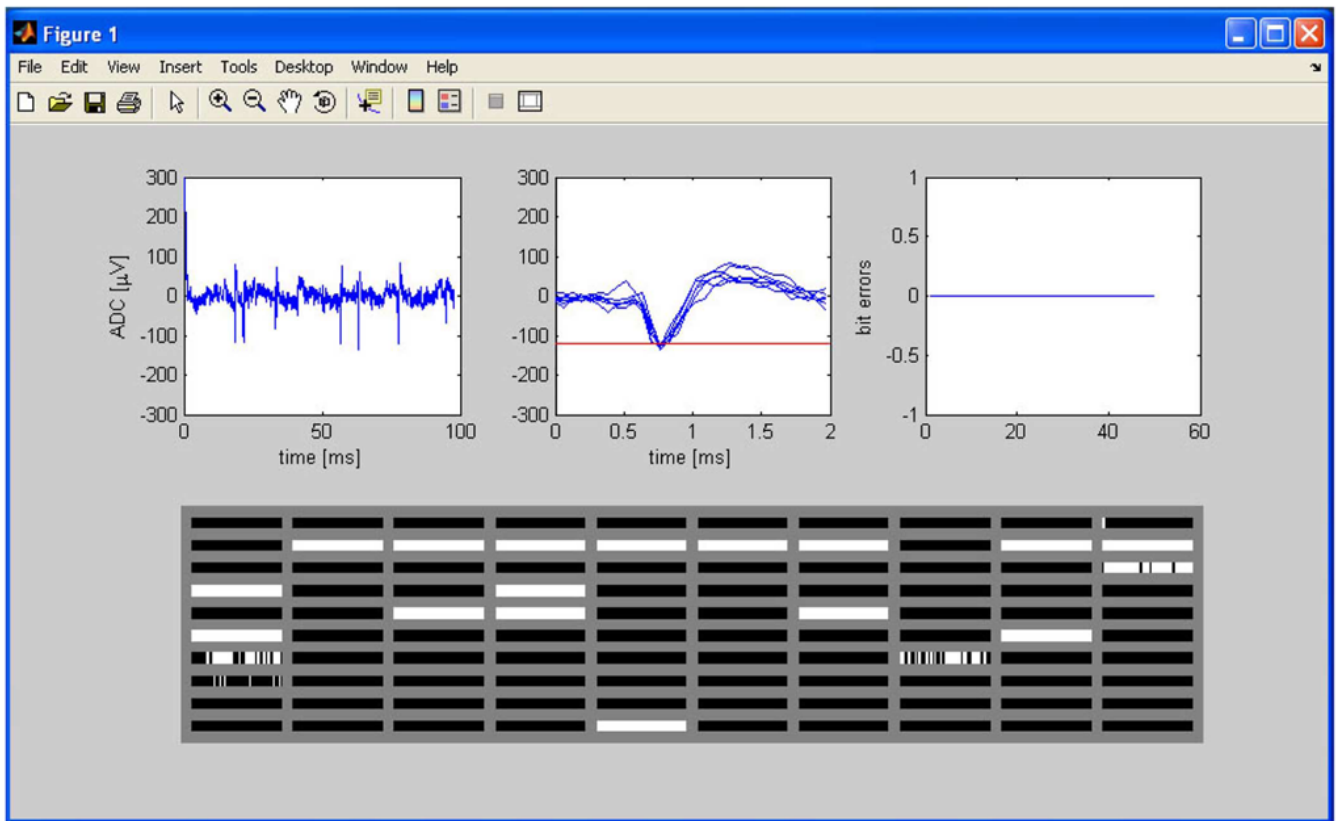 Figure 1
File Edit View Insert Tools Desktop Window Help
300
200
100
0
-100
-200
-300
ADC [µV]
0 50 100
time [ms]
300
200
100
0
-100
-200
-300
0 0.5 1 1.5 2
time [ms]
1
0.5
0
-0.5
-1
bit errors
0 20 40 60